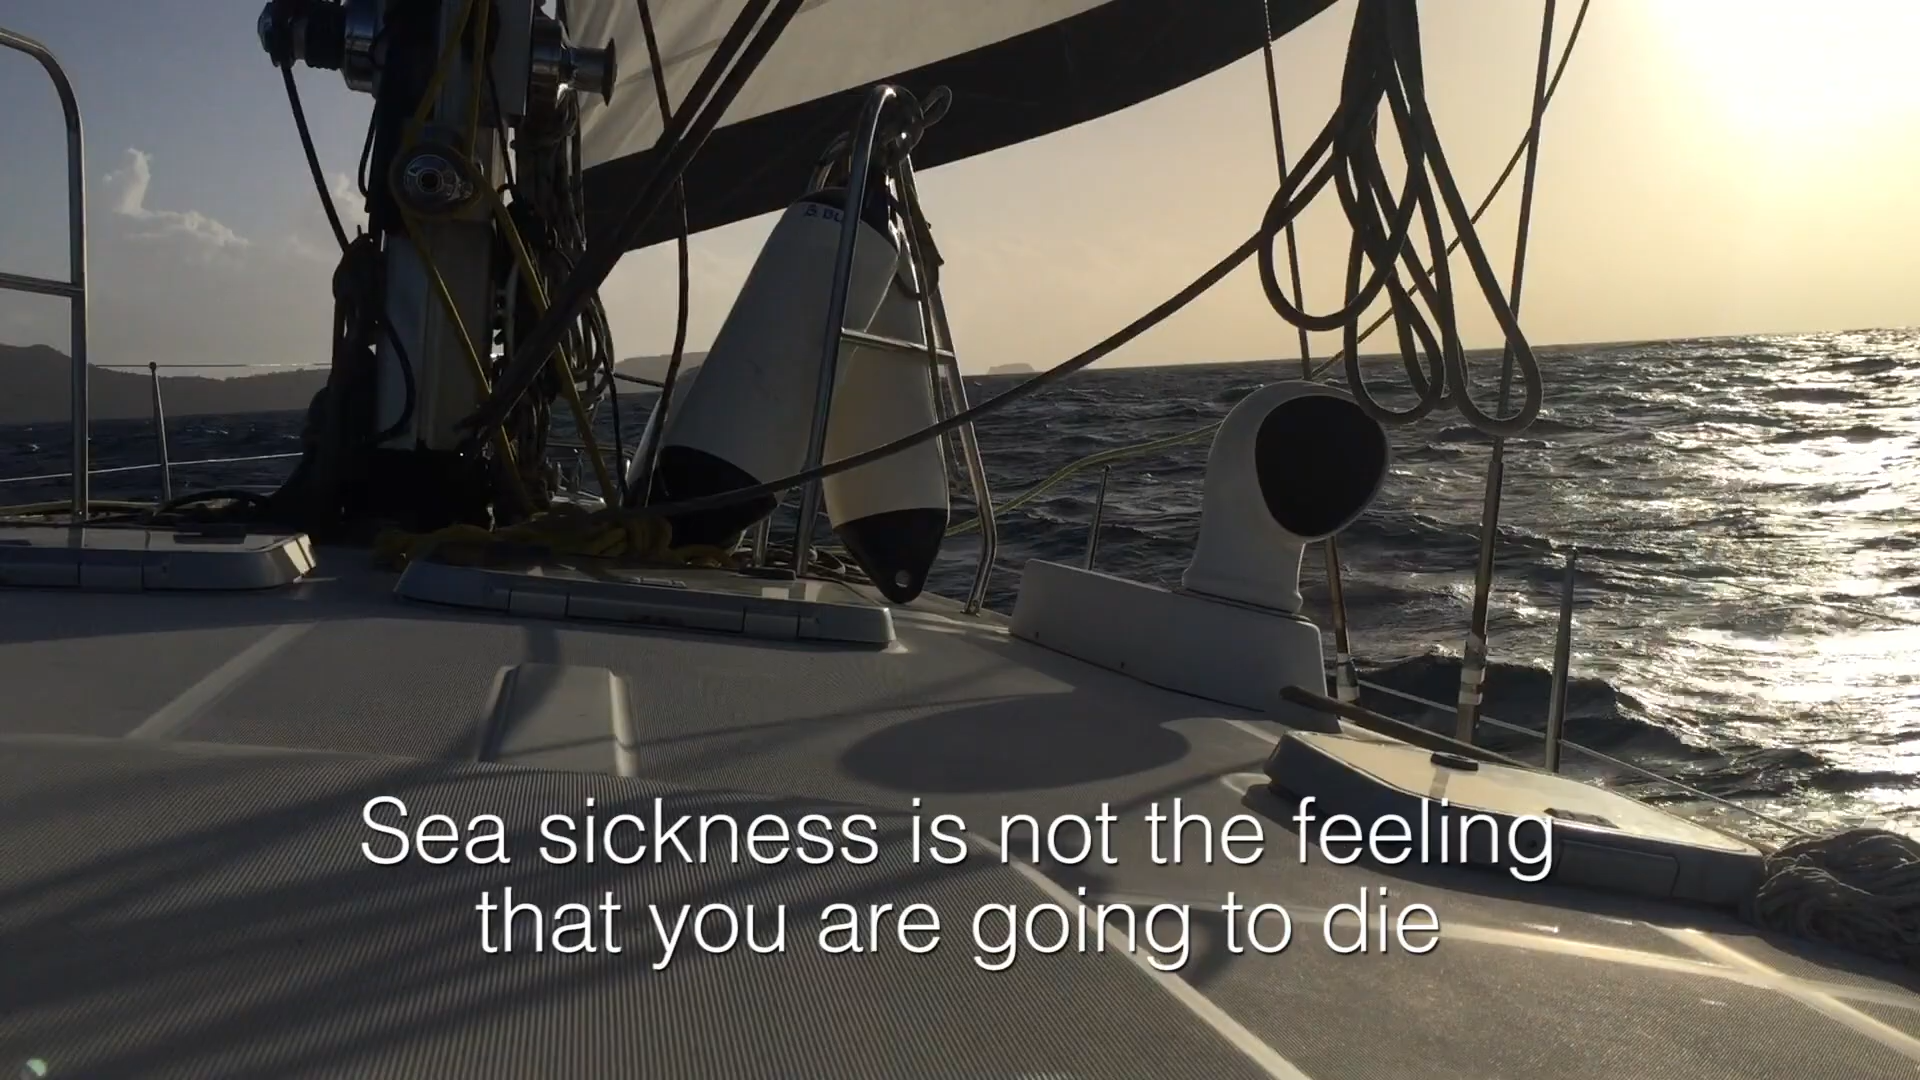 Sea sickness is not the feeling
that you are going to die